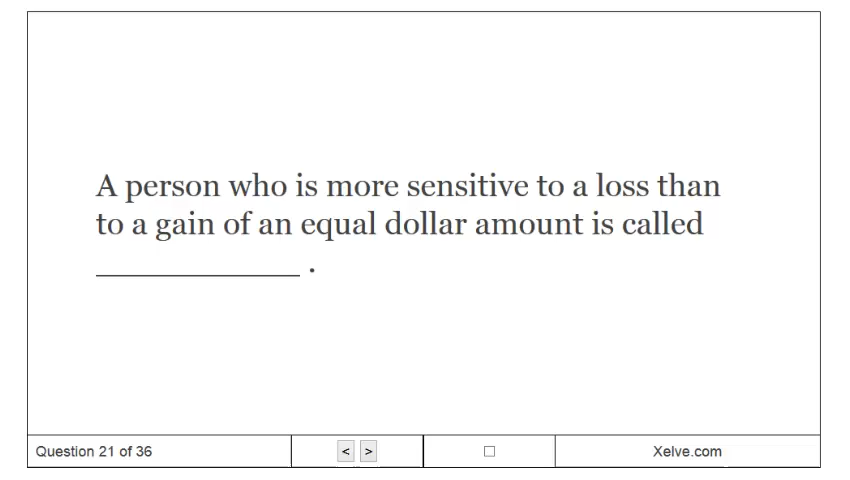 A person who is more sensitive to a loss than
to a gain of an equal dollar amount is called
____________ .
Question 21 of 36
< >
Xelve.com